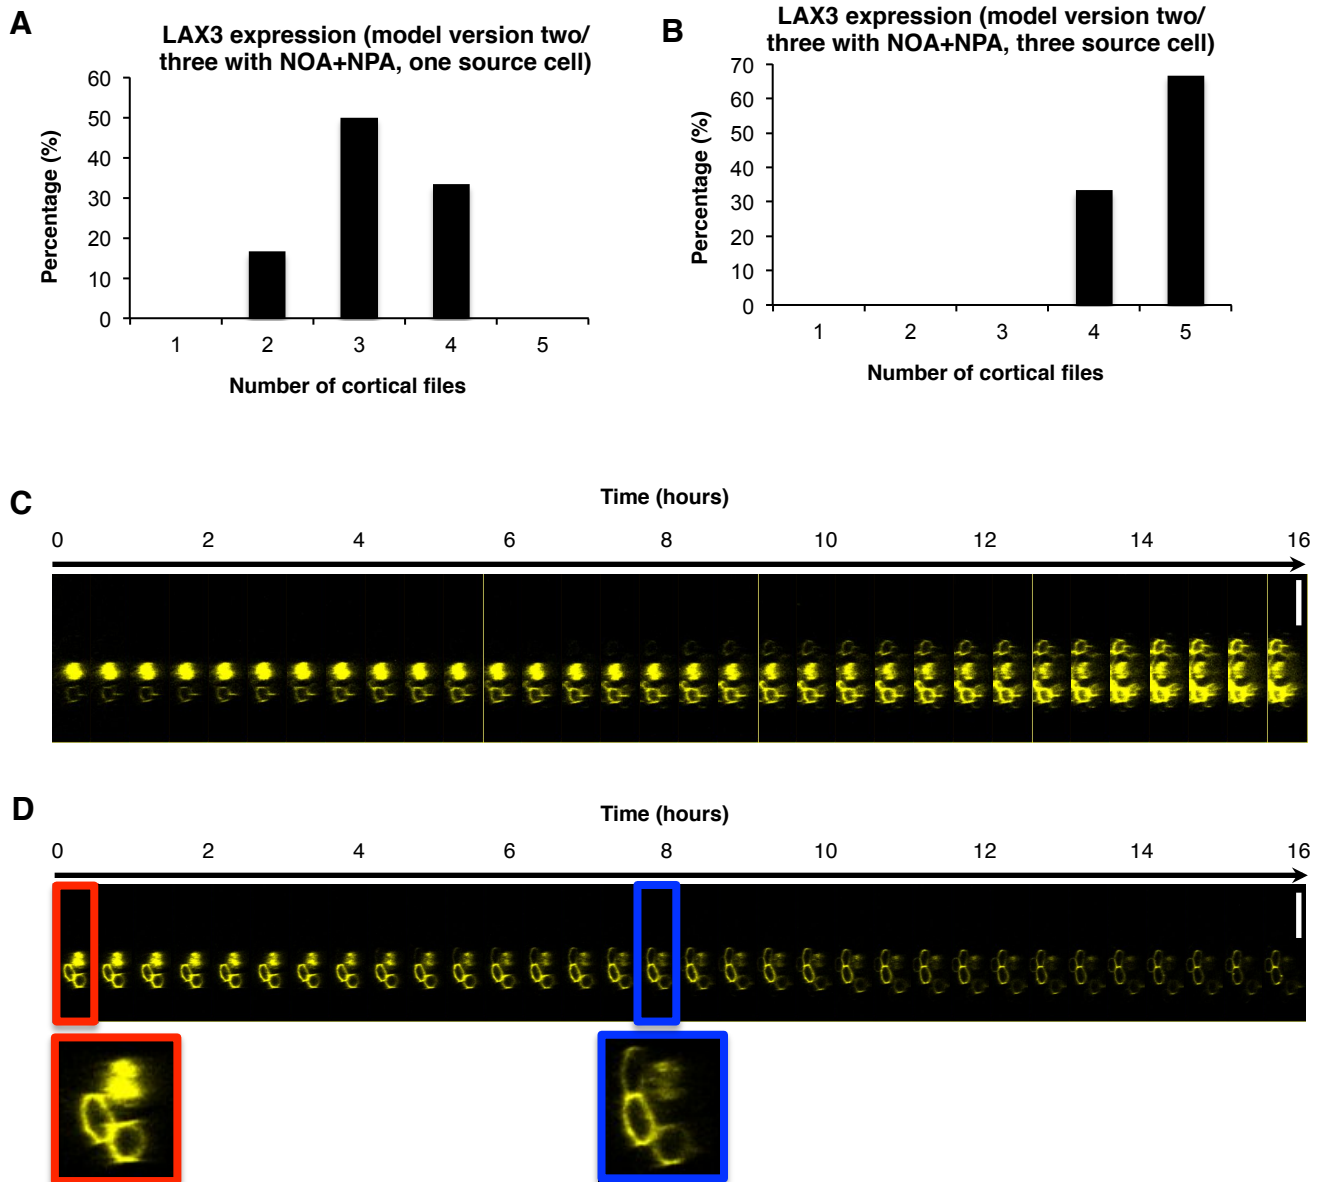 A
LAX3 expression (model version two/
three with NOA+NPA, one source cell)
60
50
40
30
20
10
0
Percentage (%)
1 2 3 4 5
Number of cortical files
B
LAX3 expression (model version two/
three with NOA+NPA, three source cell)
70
60
50
40
30
20
10
0
Percentage (%)
1 2 3 4 5
Number of cortical files
C
Time (hours)
0 2 4 6 8 10 12 14 16
D
Time (hours)
0 2 4 6 8 10 12 14 16